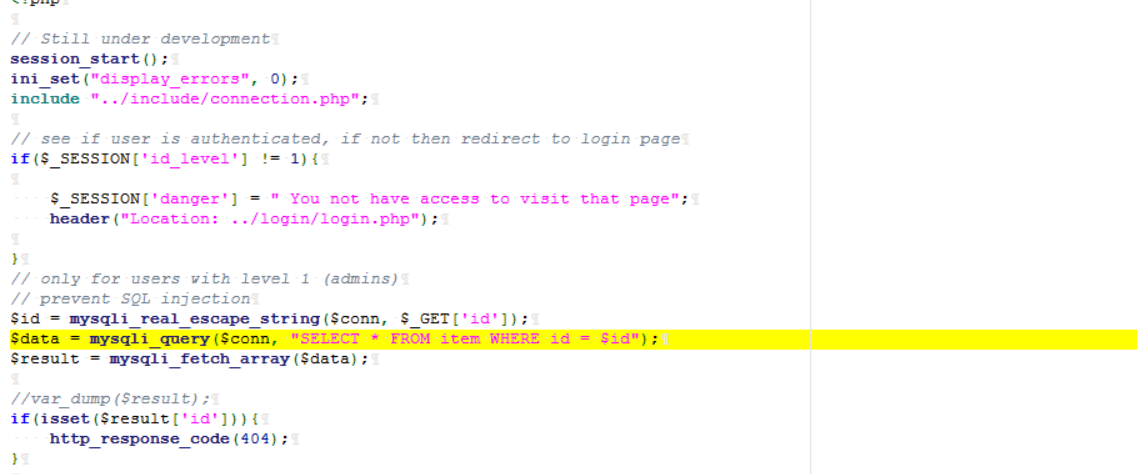 <?php
// Still under development
session_start();
ini_set("display_errors", 0);
include "../include/connection.php";
// see if user is authenticated, if not then redirect to login page
if($_SESSION['id_level'] != 1){
$_SESSION['danger'] = " You not have access to visit that page";
header("Location: ../login/login.php");
}
// only for users with level 1 (admins)
// prevent SQL injection
$id = mysqli_real_escape_string($conn, $_GET['id']);
$data = mysqli_query($conn, "SELECT * FROM item WHERE id = $id");
$result = mysqli_fetch_array($data);
//var_dump($result);
if(isset($result['id'])){
http_response_code(404);
}